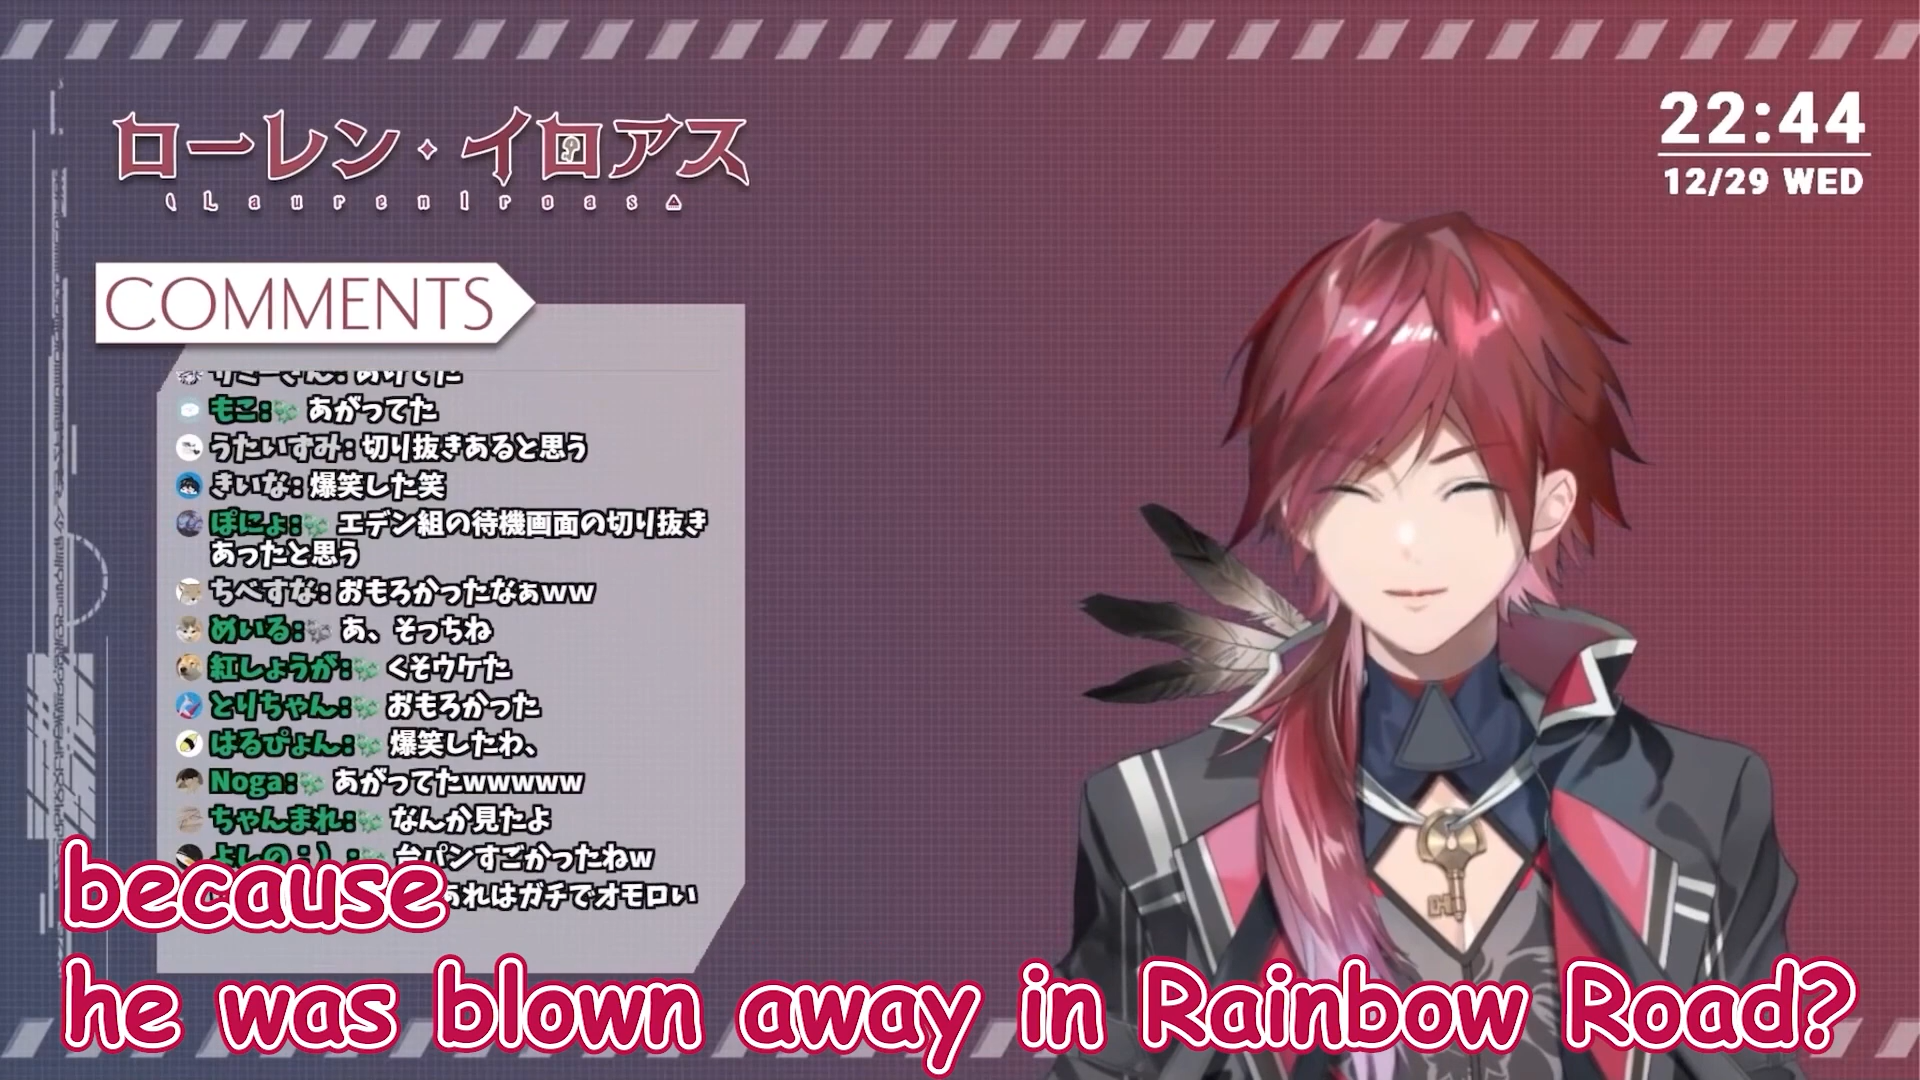 ローレン・イロアス
Lauren Iroas
22:44
12/29 WED
COMMENTS
もこ: あがってた
うたいすみ: 切り抜きあると思う
きいな: 爆笑した笑
ぽにょ: エデン組の待機画面の切り抜き
あったと思う
ちべすな: おもろかったなぁww
めいる: あ、そっちね
紅しょうが: くそウケた
とりちゃん: おもろかった
はるぴょん: 爆笑したわ、
Noga: あがってたwwwww
ちゃんまれ: なんか見たよ
よしの:): 台パンすごかったねw
あれはガチでオモロい
because
he was blown away in Rainbow Road?